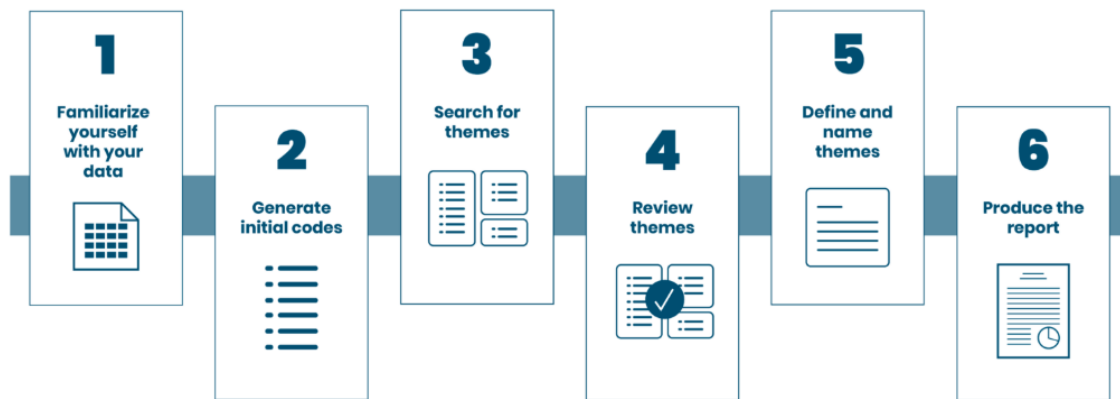 1
Familiarize
yourself
with your
data
2
Generate
initial codes
3
Search for
themes
4
Review
themes
5
Define and
name
themes
6
Produce the
report